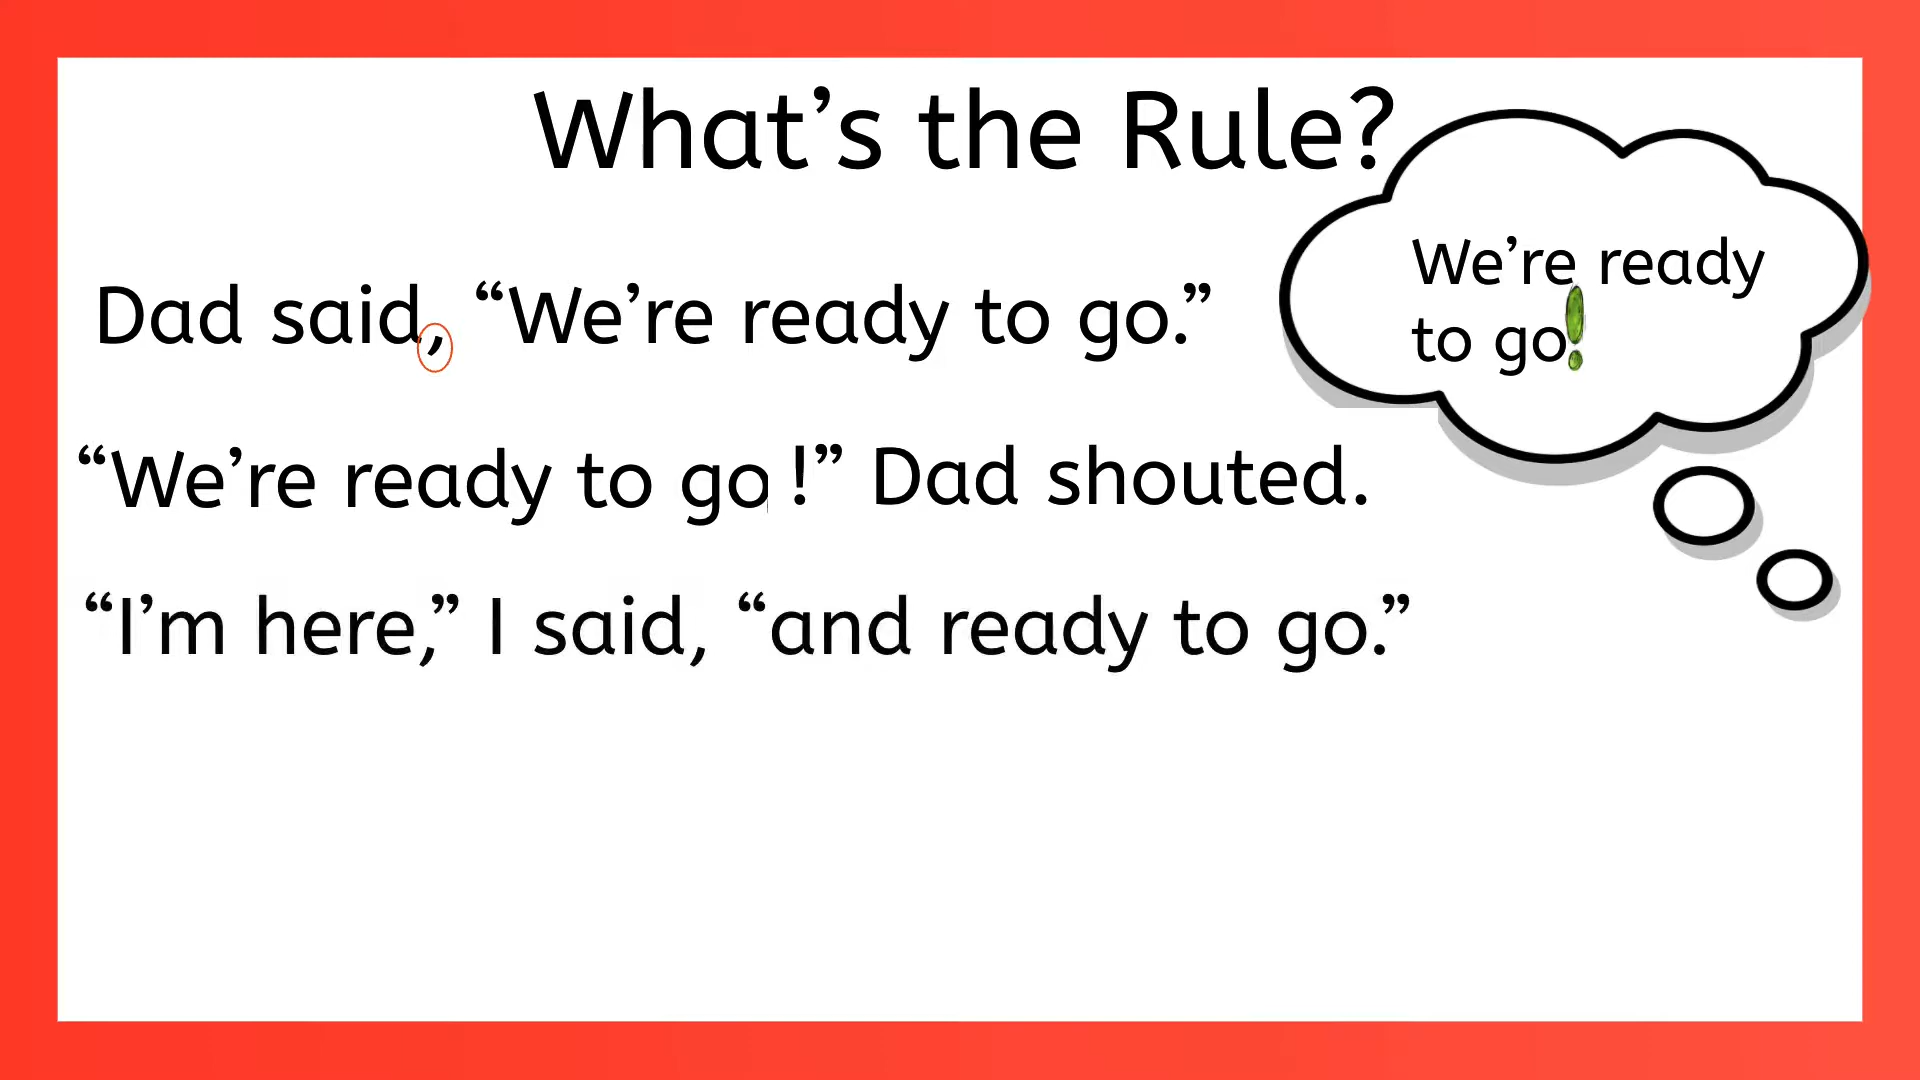 What’s the Rule?
Dad said, “We’re ready to go.”
We’re ready
to go!
“We’re ready to go !” Dad shouted.
“I’m here,” I said, “and ready to go.”